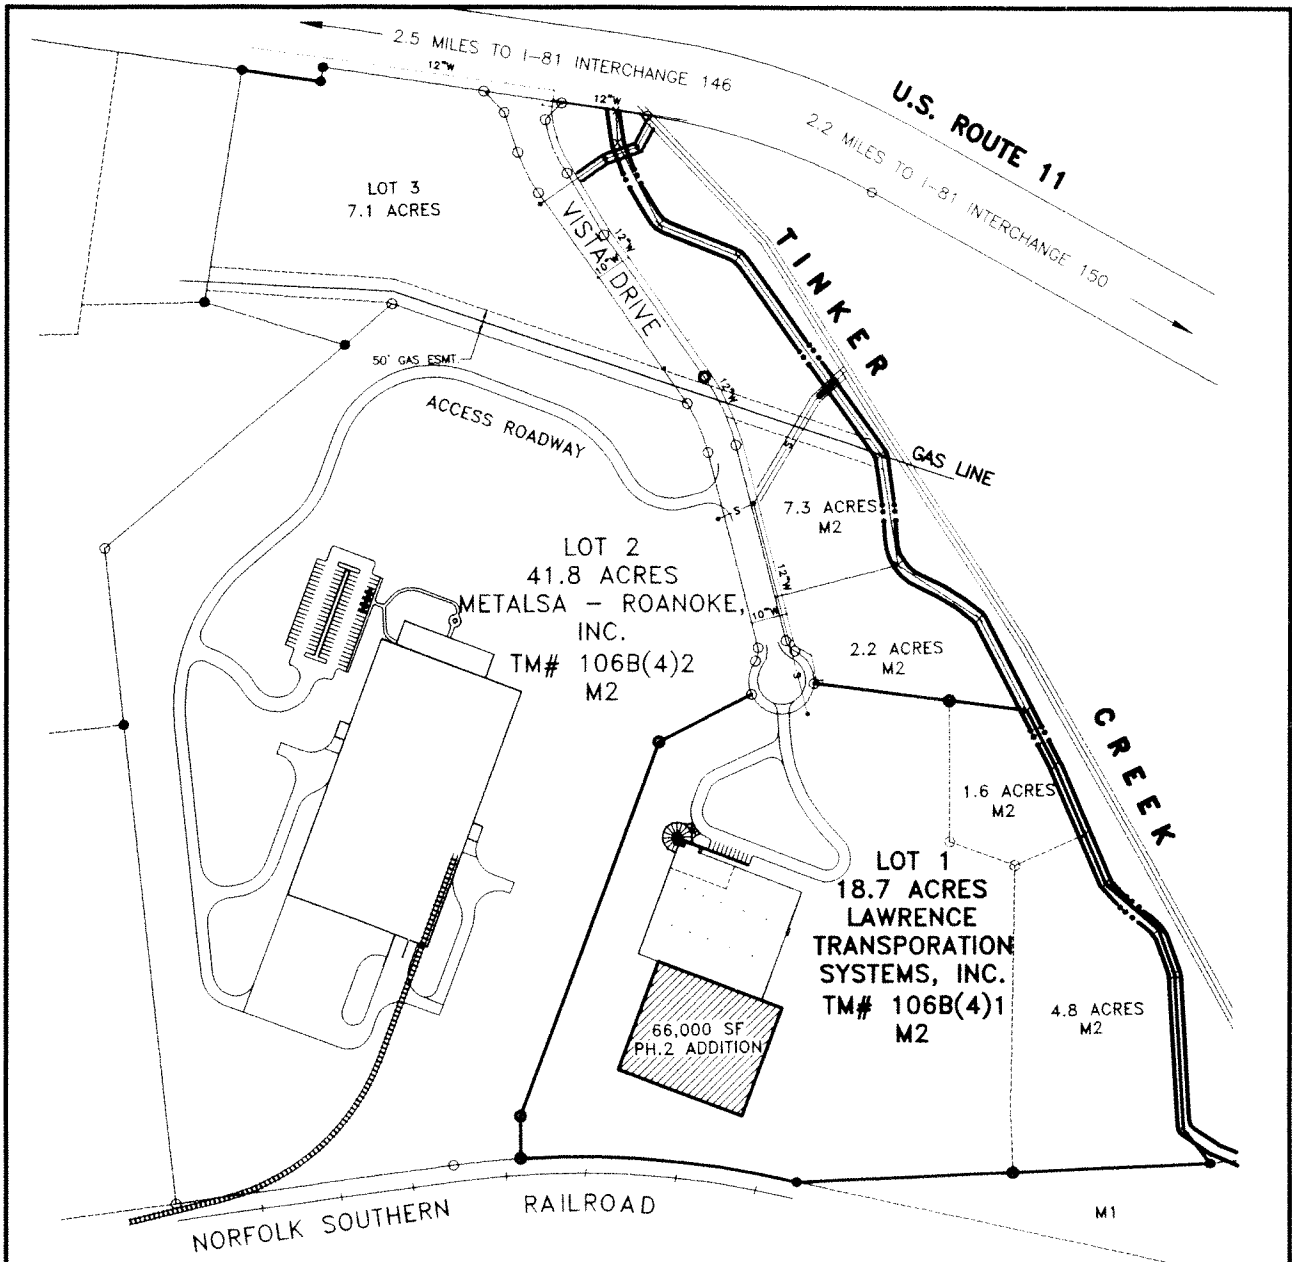 2.5 MILES TO I-81 INTERCHANGE 146
U.S. ROUTE 11
2.2 MILES TO I-81 INTERCHANGE 150
12"W
12"W
LOT 3
7.1 ACRES
VISTA DRIVE
12"W
TINKER
50' GAS ESMT.
12"W
ACCESS ROADWAY
S
GAS LINE
7.3 ACRES
M2
S
LOT 2
41.8 ACRES
METALSA - ROANOKE,
INC.
TM# 106B(4)2
M2
12"W
10"W
2.2 ACRES
M2
S
CREEK
1.6 ACRES
M2
LOT 1
18.7 ACRES
LAWRENCE
TRANSPORATION
SYSTEMS, INC.
TM# 106B(4)1
M2
4.8 ACRES
M2
66,000 SF
PH.2 ADDITION
NORFOLK SOUTHERN RAILROAD
M1